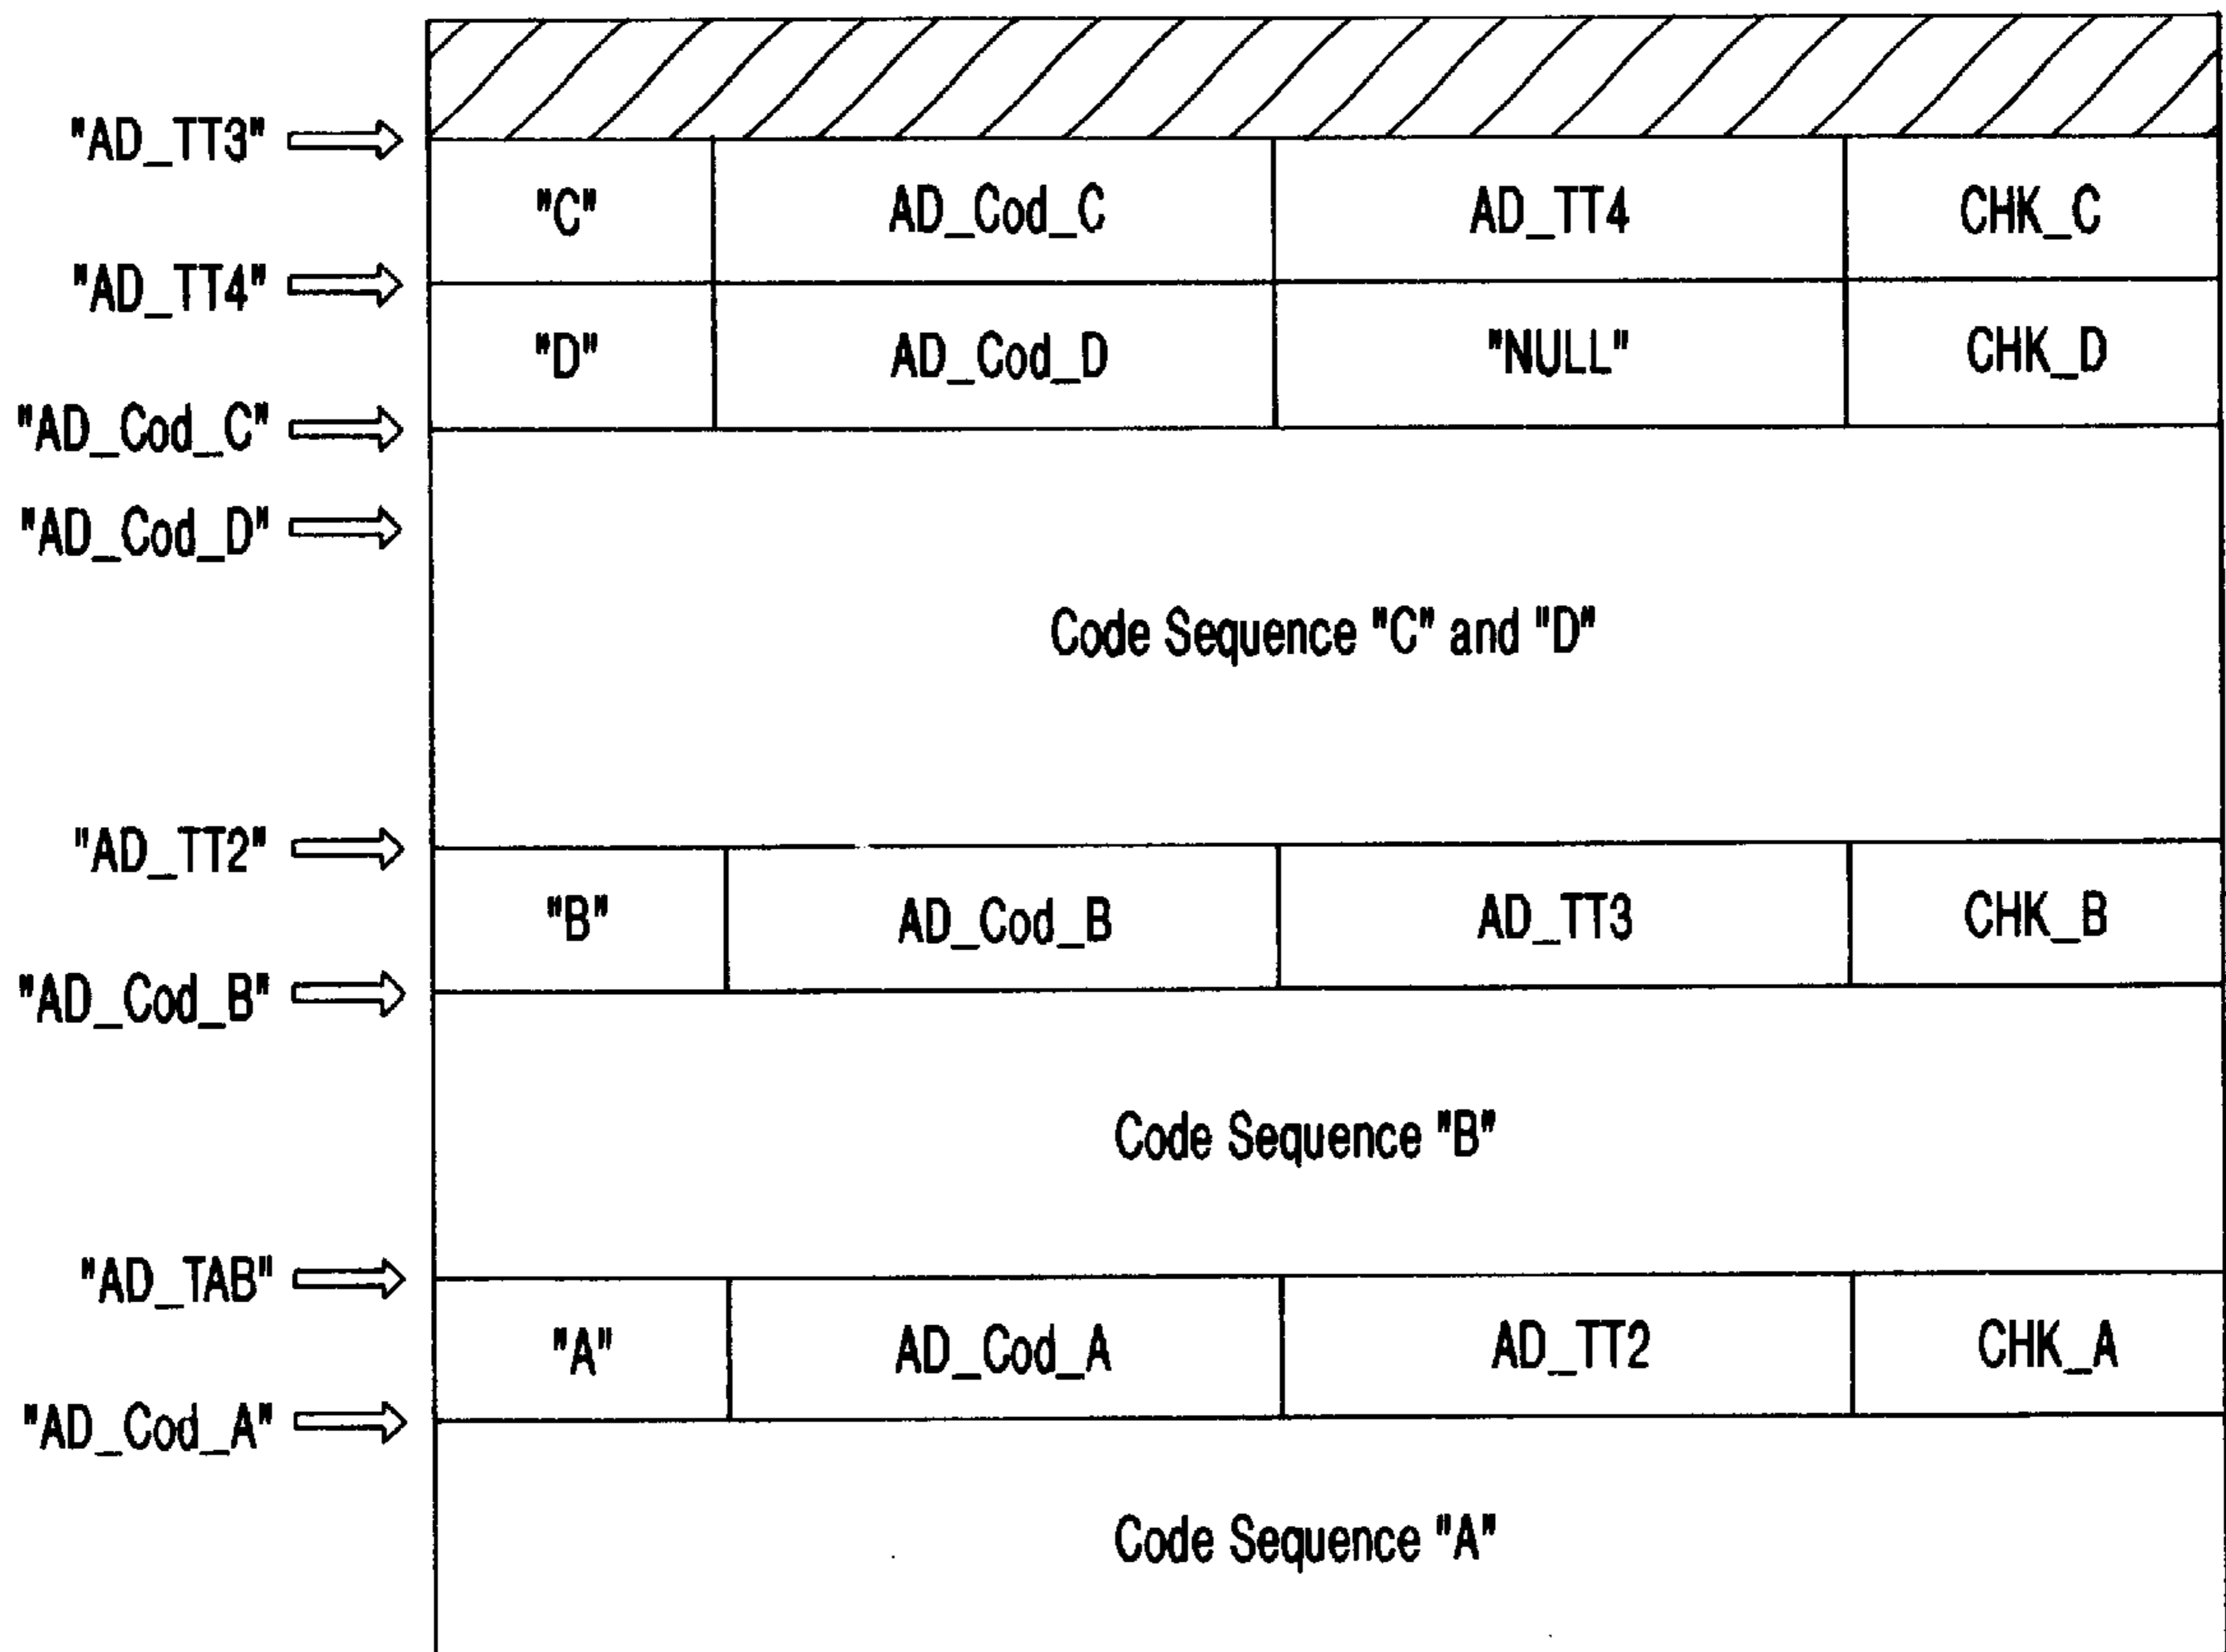 "AD_TT3"
"C" AD_Cod_C AD_TT4 CHK_C
"AD_TT4"
"D" AD_Cod_D "NULL" CHK_D
"AD_Cod_C"
"AD_Cod_D"
Code Sequence "C" and "D"
"AD_TT2"
"B" AD_Cod_B AD_TT3 CHK_B
"AD_Cod_B"
Code Sequence "B"
"AD_TAB"
"A" AD_Cod_A AD_TT2 CHK_A
"AD_Cod_A"
Code Sequence "A"